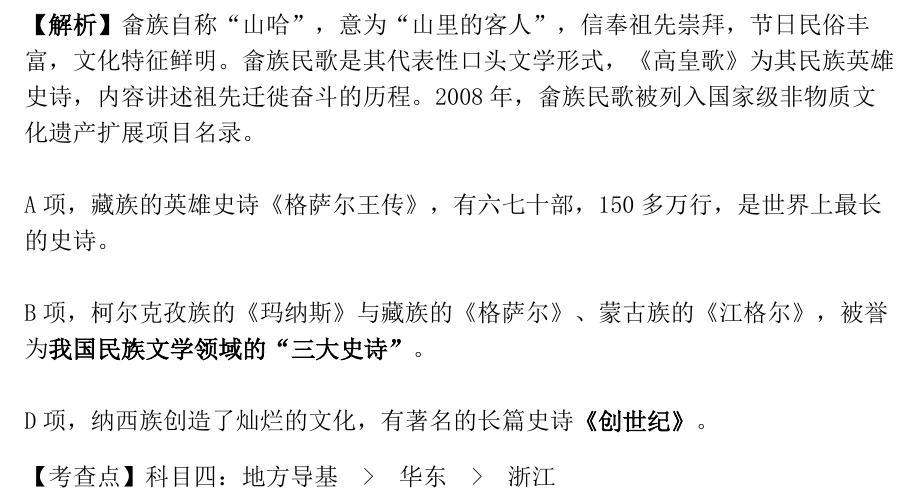 【解析】畲族自称“山哈”，意为“山里的客人”，信奉祖先崇拜，节日民俗丰
富，文化特征鲜明。畲族民歌是其代表性口头文学形式，《高皇歌》为其民族英雄
史诗，内容讲述祖先迁徙奋斗的历程。2008 年，畲族民歌被列入国家级非物质文
化遗产扩展项目名录。
A 项，藏族的英雄史诗《格萨尔王传》，有六七十部，150 多万行，是世界上最长
的史诗。
B 项，柯尔克孜族的《玛纳斯》与藏族的《格萨尔》、蒙古族的《江格尔》，被誉
为我国民族文学领域的“三大史诗”。
D 项，纳西族创造了灿烂的文化，有著名的长篇史诗《创世纪》。
【考查点】科目四：地方导基 > 华东 > 浙江